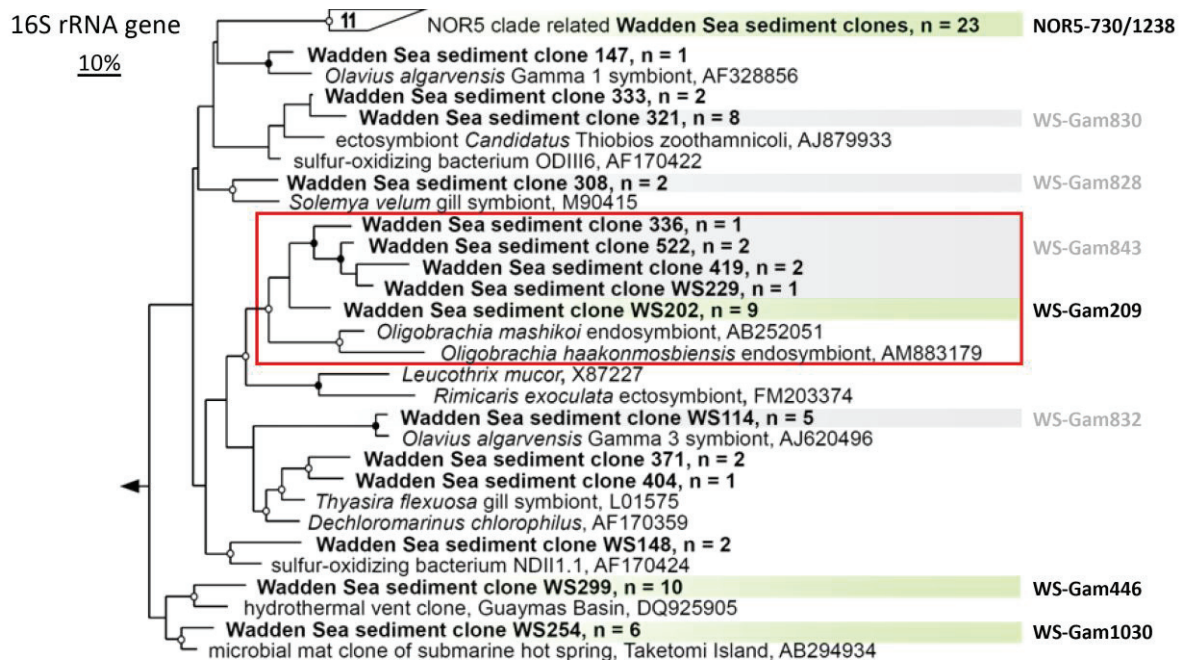 16S rRNA gene
10%
11
NOR5 clade related Wadden Sea sediment clones, n = 23
NOR5-730/1238
Wadden Sea sediment clone 147, n = 1
Olavius algarvensis Gamma 1 symbiont, AF328856
Wadden Sea sediment clone 333, n = 2
Wadden Sea sediment clone 321, n = 8
WS-Gam830
ectosymbiont Candidatus Thiobios zoothamnicoli, AJ879933
sulfur-oxidizing bacterium ODIII6, AF170422
Wadden Sea sediment clone 308, n = 2
WS-Gam828
Solemya velum gill symbiont, M90415
Wadden Sea sediment clone 336, n = 1
Wadden Sea sediment clone 522, n = 2
WS-Gam843
Wadden Sea sediment clone 419, n = 2
Wadden Sea sediment clone WS229, n = 1
Wadden Sea sediment clone WS202, n = 9
WS-Gam209
Oligobrachia mashikoi endosymbiont, AB252051
Oligobrachia haakonmosbiensis endosymbiont, AM883179
Leucothrix mucor, X87227
Rimicaris exoculata ectosymbiont, FM203374
Wadden Sea sediment clone WS114, n = 5
WS-Gam832
Olavius algarvensis Gamma 3 symbiont, AJ620496
Wadden Sea sediment clone 371, n = 2
Wadden Sea sediment clone 404, n = 1
Thyasira flexuosa gill symbiont, L01575
Dechloromarinus chlorophilus, AF170359
Wadden Sea sediment clone WS148, n = 2
sulfur-oxidizing bacterium NDII1.1, AF170424
Wadden Sea sediment clone WS299, n = 10
WS-Gam446
hydrothermal vent clone, Guaymas Basin, DQ925905
Wadden Sea sediment clone WS254, n = 6
WS-Gam1030
microbial mat clone of submarine hot spring, Taketomi Island, AB294934